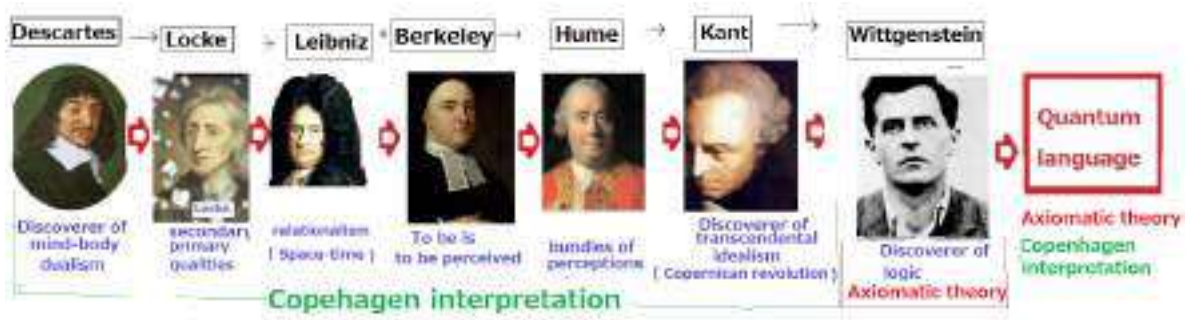 Descartes
Locke
Leibniz
Berkeley
Hume
Kant
Wittgenstein
Locke
Quantum
language
Discoverer of
mind-body
dualism
secondary
primary
qualities
relationalism
( Space-time )
To be is
to be perceived
bundles of
perceptions
Discoverer of
transcendental
idealism
( Copernican revolution )
Discoverer of
logic
Axiomatic theory
Axiomatic theory
Copenhagen
interpretation
Copehagen interpretation